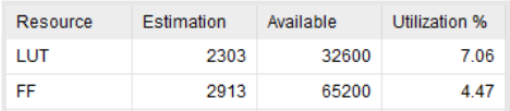 Resource Estimation Available Utilization %
LUT 2303 32600 7.06
FF 2913 65200 4.47